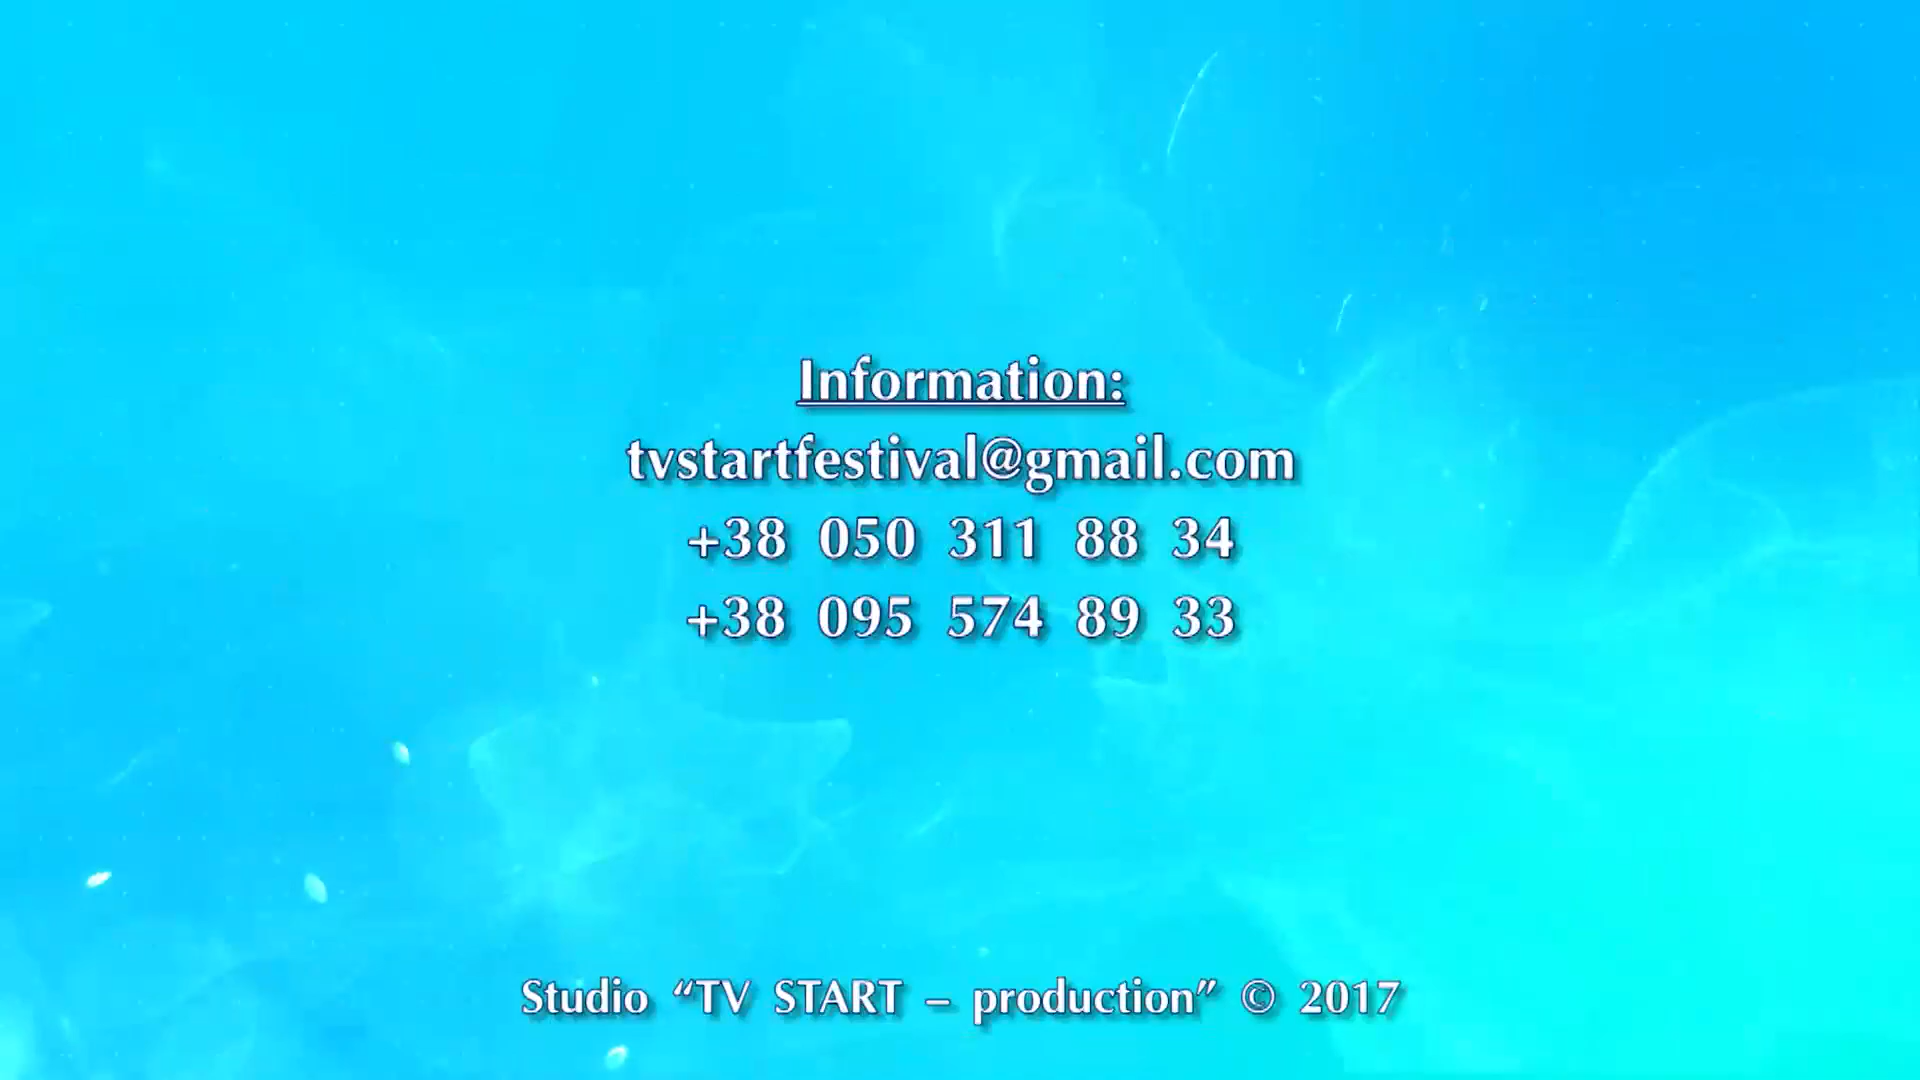 Information:
tvstartfestival@gmail.com
+38 050 311 88 34
+38 095 574 89 33
Studio “TV START – production” © 2017